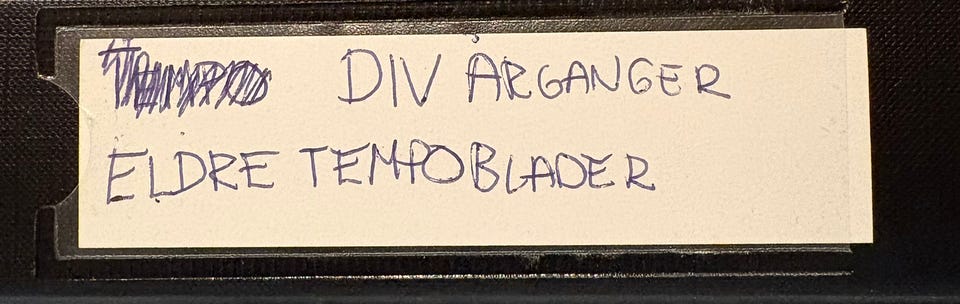 DIV ÅRGANGER
ELDRE TEMPOBLADER